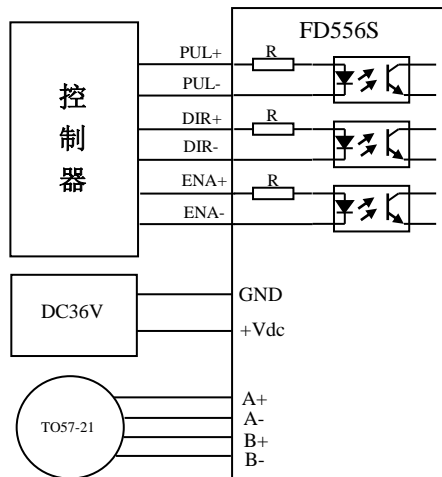 FD556S
控
制
器
PUL+
R
PUL-
DIR+
R
DIR-
ENA+
R
ENA-
DC36V
GND
+Vdc
TO57-21
A+
A-
B+
B-